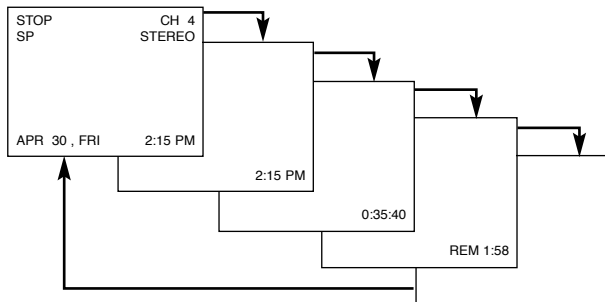 STOP CH 4
SP STEREO
APR 30 , FRI 2:15 PM
2:15 PM
0:35:40
REM 1:58